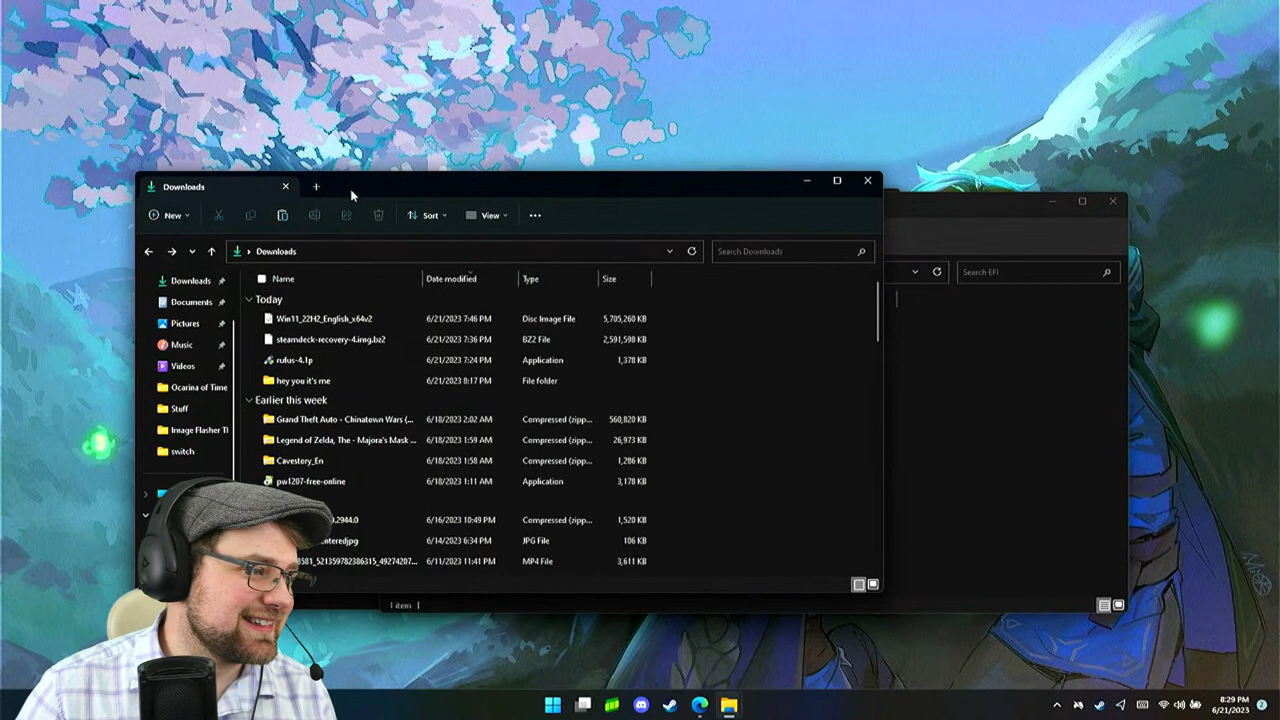 Downloads
New
Sort
View
Downloads
Search Downloads
Search EFI
Name
Date modified
Type
Size
Downloads
Documents
Pictures
Music
Videos
Ocarina of Time
Stuff
Image Flasher Tl
switch
Today
Win11_22H2_English_x64v2 6/21/2023 7:46 PM Disc Image File 5,705,260 KB
steamdeck-recovery-4.img.bz2 6/21/2023 7:36 PM BZ2 File 2,591,598 KB
rufus-4.1p 6/21/2023 7:24 PM Application 1,378 KB
hey you it's me 6/21/2023 8:17 PM File folder
Earlier this week
Grand Theft Auto - Chinatown Wars (... 6/18/2023 2:02 AM Compressed (zipp... 560,820 KB
Legend of Zelda, The - Majora's Mask ... 6/18/2023 1:59 AM Compressed (zipp... 26,973 KB
Cavestory_En 6/18/2023 1:58 AM Compressed (zipp... 1,286 KB
pw1207-free-online 6/18/2023 1:11 AM Application 3,178 KB
.2944.0 6/16/2023 10:49 PM Compressed (zipp... 1,520 KB
nteredjpg 6/14/2023 6:34 PM JPG File 106 KB
8581_521359782386315_49274207... 6/11/2023 11:41 PM MP4 File 3,611 KB
1 item
8:29 PM
6/21/2023
2